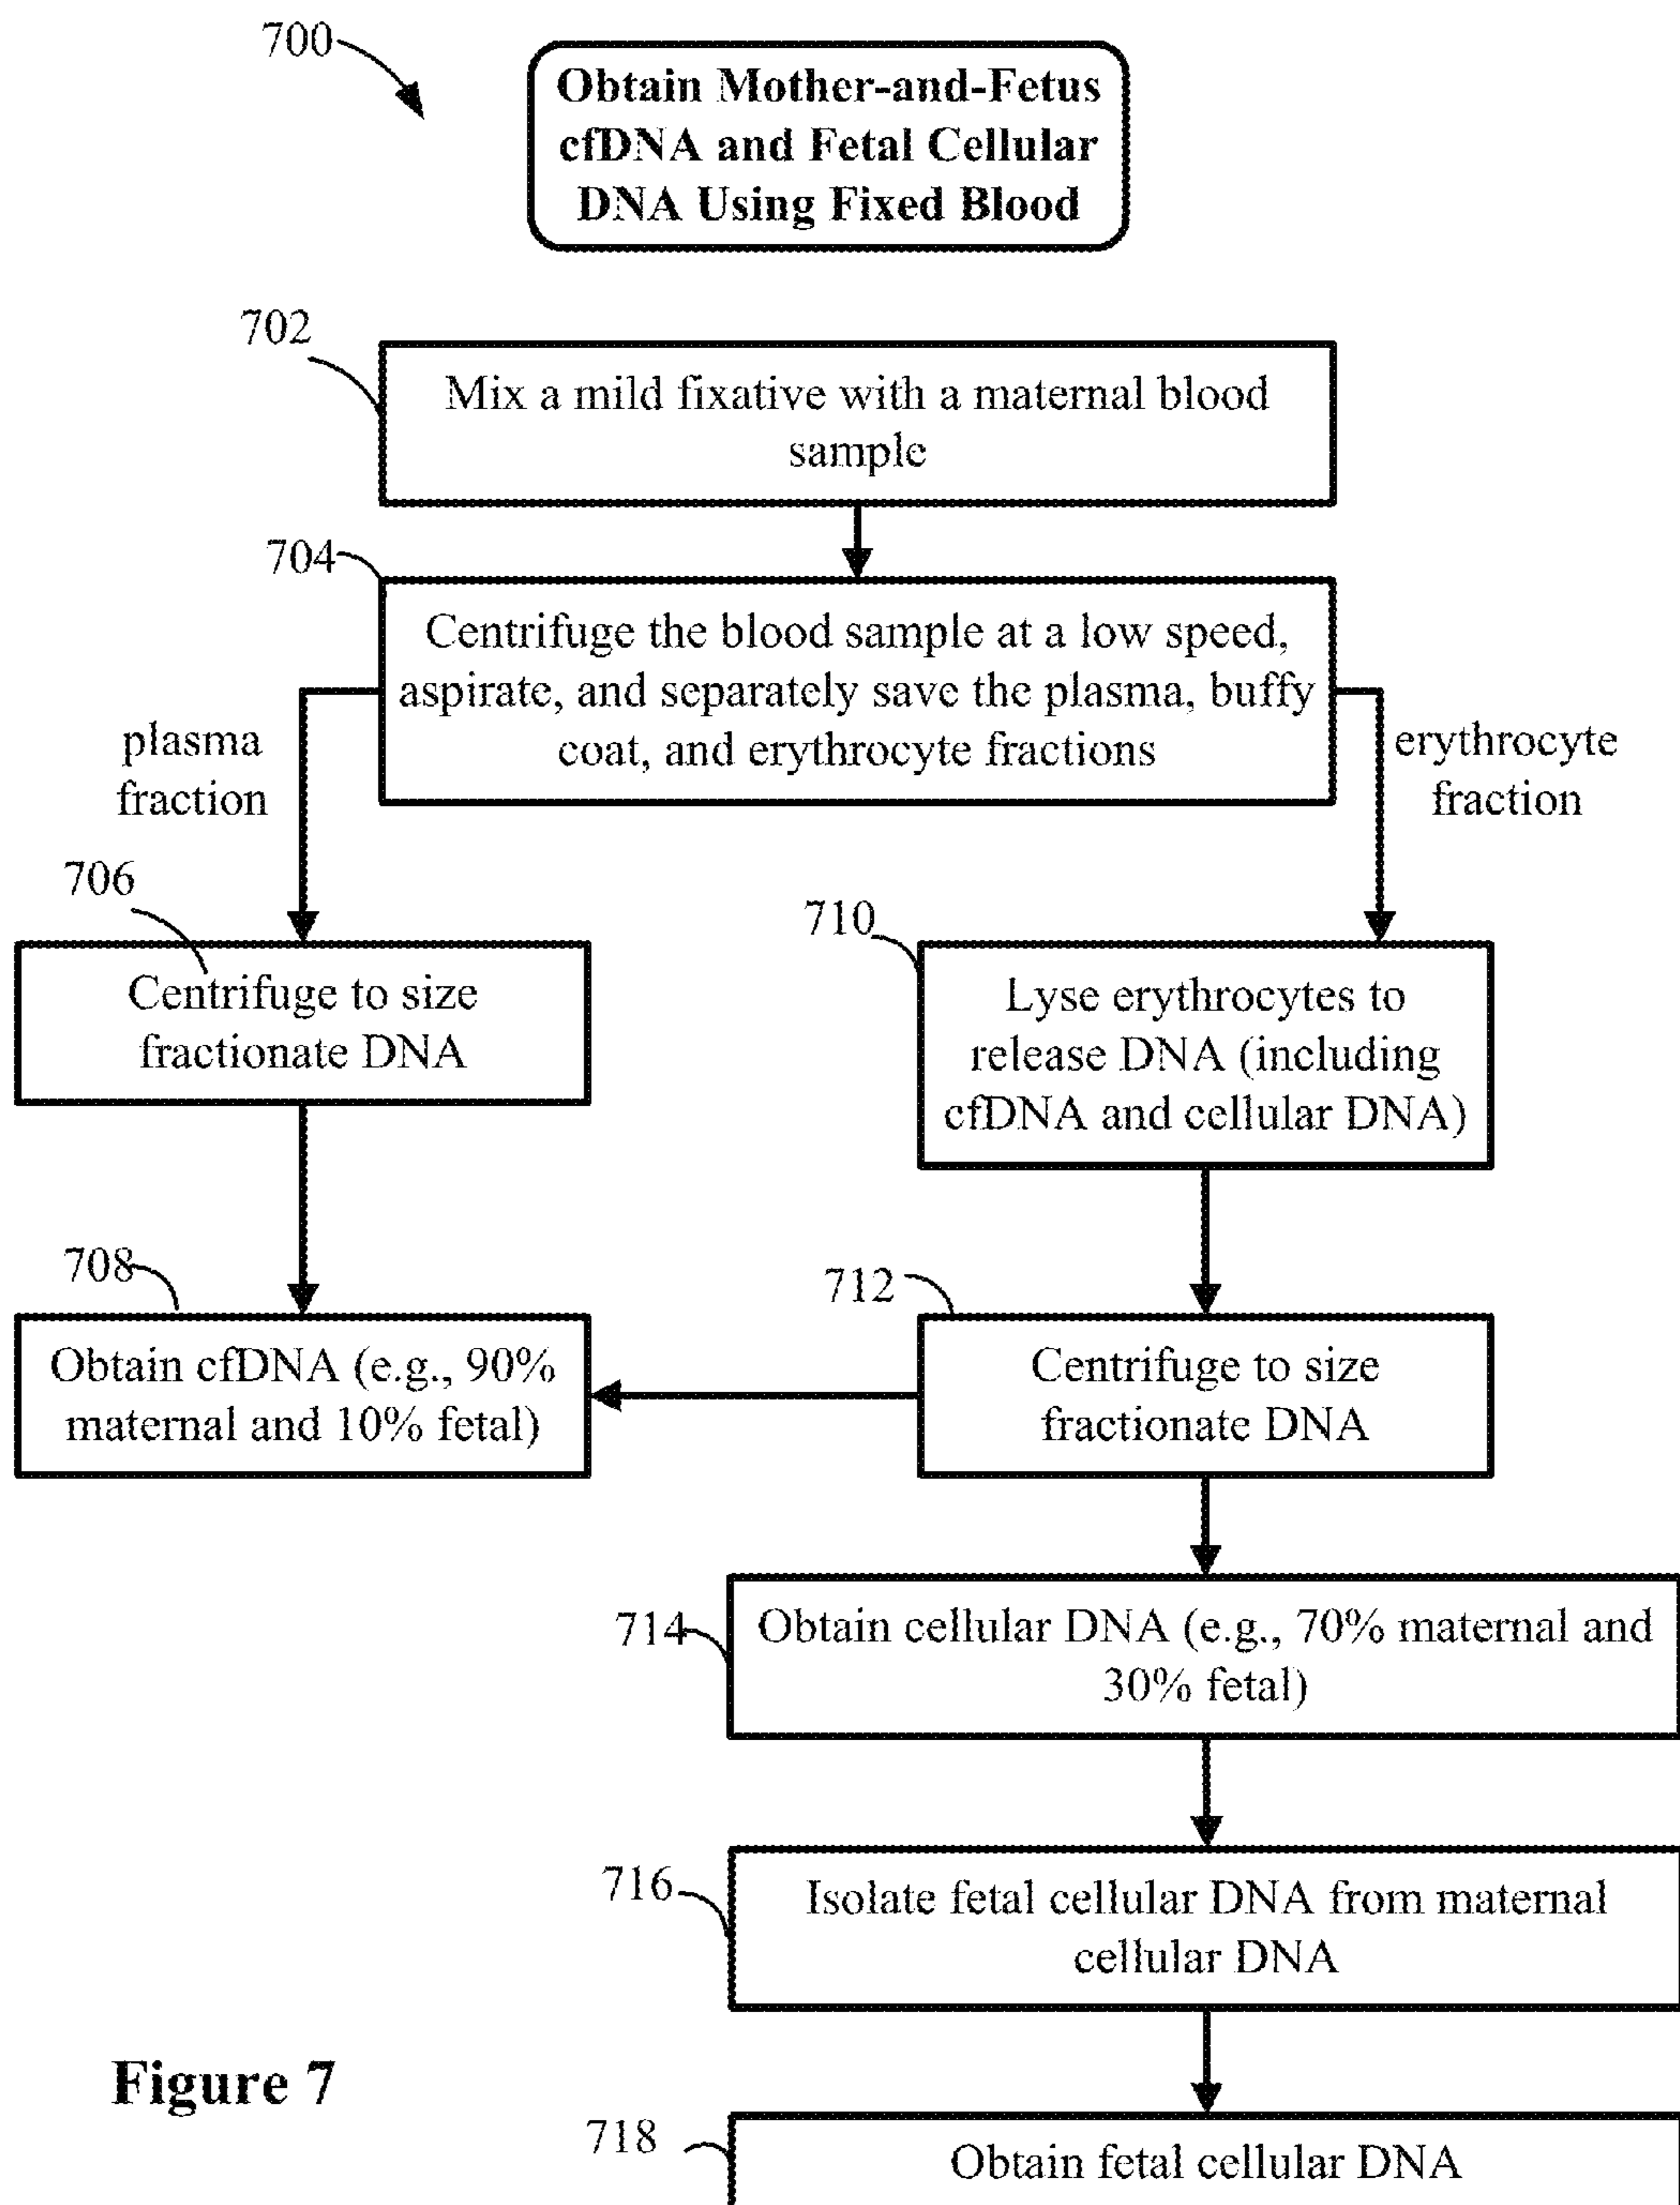 700
Obtain Mother-and-Fetus
cfDNA and Fetal Cellular
DNA Using Fixed Blood
702
Mix a mild fixative with a maternal blood
sample
704
Centrifuge the blood sample at a low speed,
aspirate, and separately save the plasma, buffy
coat, and erythrocyte fractions
plasma
fraction
erythrocyte
fraction
706
Centrifuge to size
fractionate DNA
710
Lyse erythrocytes to
release DNA (including
cfDNA and cellular DNA)
708
Obtain cfDNA (e.g., 90%
maternal and 10% fetal)
712
Centrifuge to size
fractionate DNA
714
Obtain cellular DNA (e.g., 70% maternal and
30% fetal)
716
Isolate fetal cellular DNA from maternal
cellular DNA
Figure 7
718
Obtain fetal cellular DNA